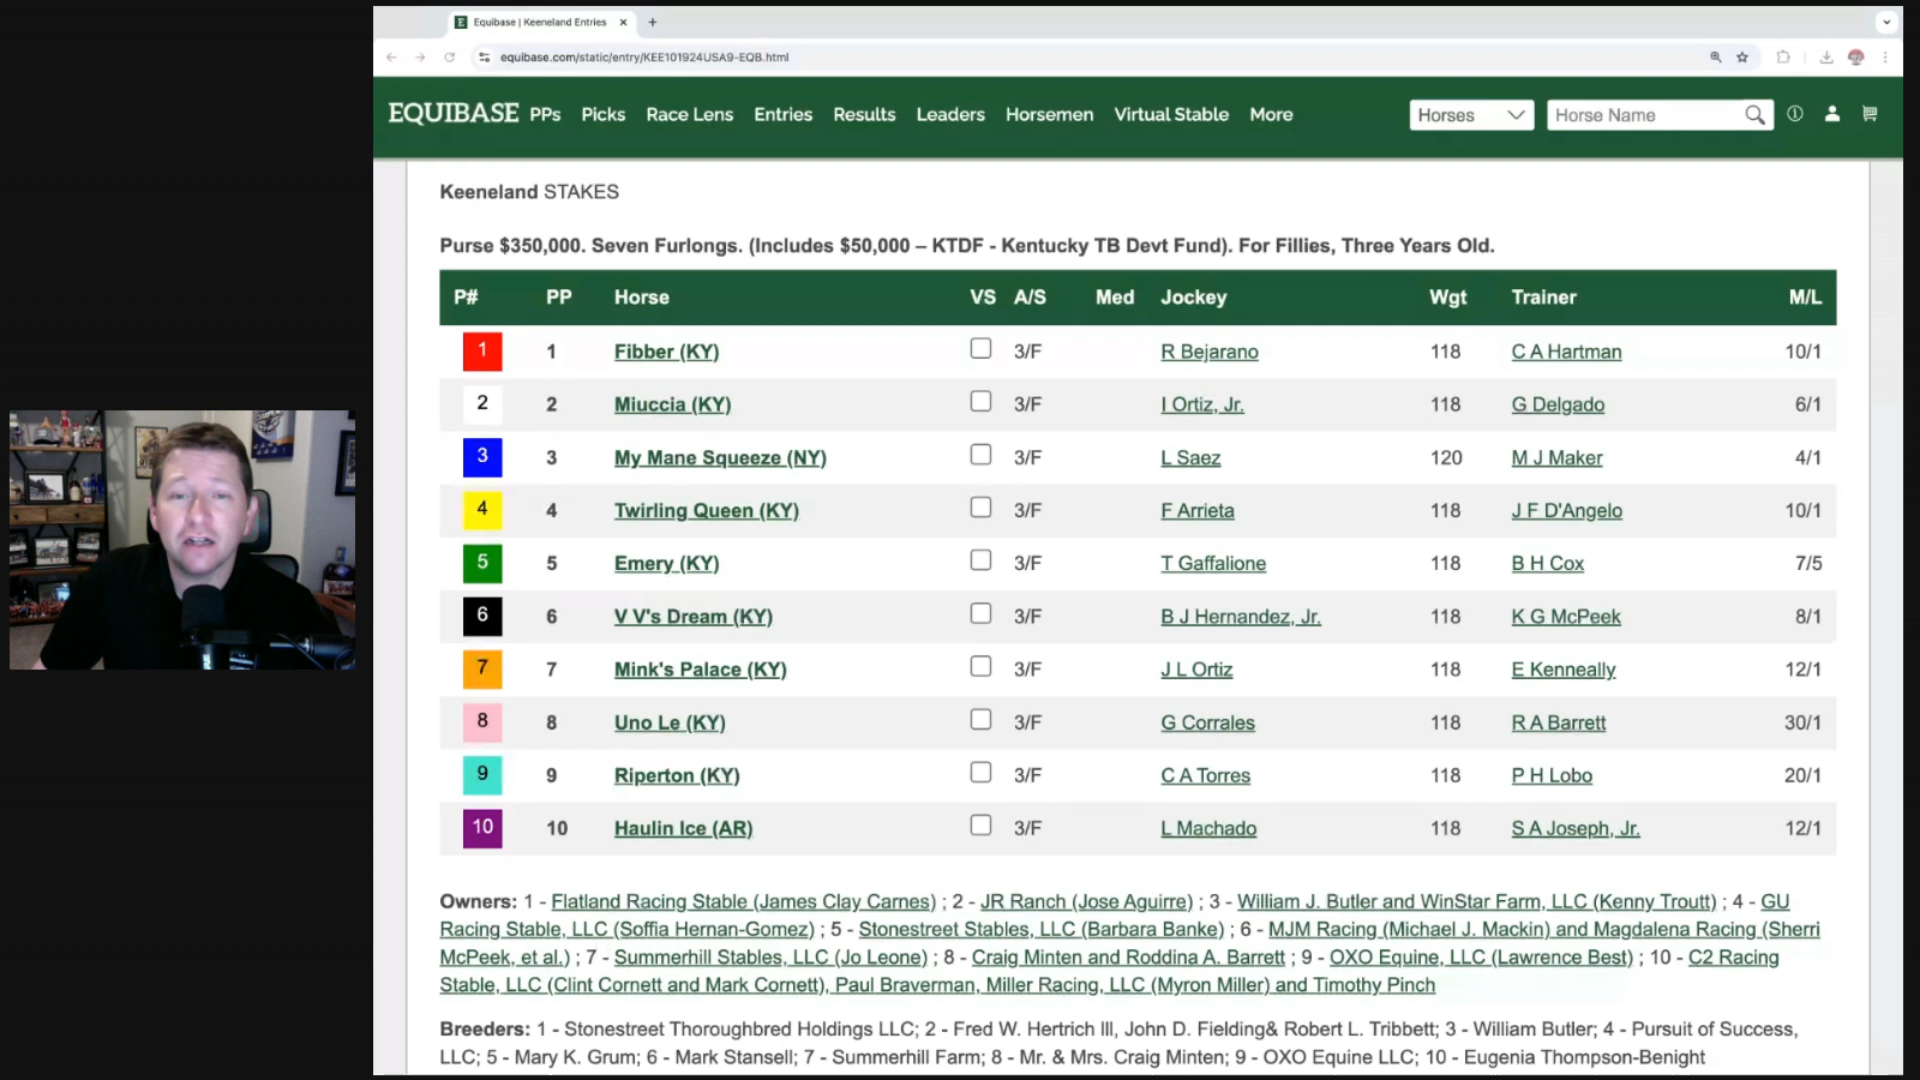 Equibase | Keeneland Entries
equibase.com/static/entry/KEE101924USA9-EQB.html
EQUIBASE PPs Picks Race Lens Entries Results Leaders Horsemen Virtual Stable More Horses Horse Name
Keeneland STAKES
Purse $350,000. Seven Furlongs. (Includes $50,000 – KTDF - Kentucky TB Devt Fund). For Fillies, Three Years Old.
P# PP Horse VS A/S Med Jockey Wgt Trainer M/L
1 1 Fibber (KY) 3/F R Bejarano 118 C A Hartman 10/1
2 2 Miuccia (KY) 3/F I Ortiz, Jr. 118 G Delgado 6/1
3 3 My Mane Squeeze (NY) 3/F L Saez 120 M J Maker 4/1
4 4 Twirling Queen (KY) 3/F F Arrieta 118 J F D'Angelo 10/1
5 5 Emery (KY) 3/F T Gaffalione 118 B H Cox 7/5
6 6 V V's Dream (KY) 3/F B J Hernandez, Jr. 118 K G McPeek 8/1
7 7 Mink's Palace (KY) 3/F J L Ortiz 118 E Kenneally 12/1
8 8 Uno Le (KY) 3/F G Corrales 118 R A Barrett 30/1
9 9 Riperton (KY) 3/F C A Torres 118 P H Lobo 20/1
10 10 Haulin Ice (AR) 3/F L Machado 118 S A Joseph, Jr. 12/1
Owners: 1 - Flatland Racing Stable (James Clay Carnes) ; 2 - JR Ranch (Jose Aguirre) ; 3 - William J. Butler and WinStar Farm, LLC (Kenny Troutt) ; 4 - GU
Racing Stable, LLC (Soffia Hernan-Gomez) ; 5 - Stonestreet Stables, LLC (Barbara Banke) ; 6 - MJM Racing (Michael J. Mackin) and Magdalena Racing (Sherri
McPeek, et al.) ; 7 - Summerhill Stables, LLC (Jo Leone) ; 8 - Craig Minten and Roddina A. Barrett ; 9 - OXO Equine, LLC (Lawrence Best) ; 10 - C2 Racing
Stable, LLC (Clint Cornett and Mark Cornett), Paul Braverman, Miller Racing, LLC (Myron Miller) and Timothy Pinch
Breeders: 1 - Stonestreet Thoroughbred Holdings LLC; 2 - Fred W. Hertrich III, John D. Fielding& Robert L. Tribbett; 3 - William Butler; 4 - Pursuit of Success,
LLC; 5 - Mary K. Grum; 6 - Mark Stansell; 7 - Summerhill Farm; 8 - Mr. & Mrs. Craig Minten; 9 - OXO Equine LLC; 10 - Eugenia Thompson-Benight